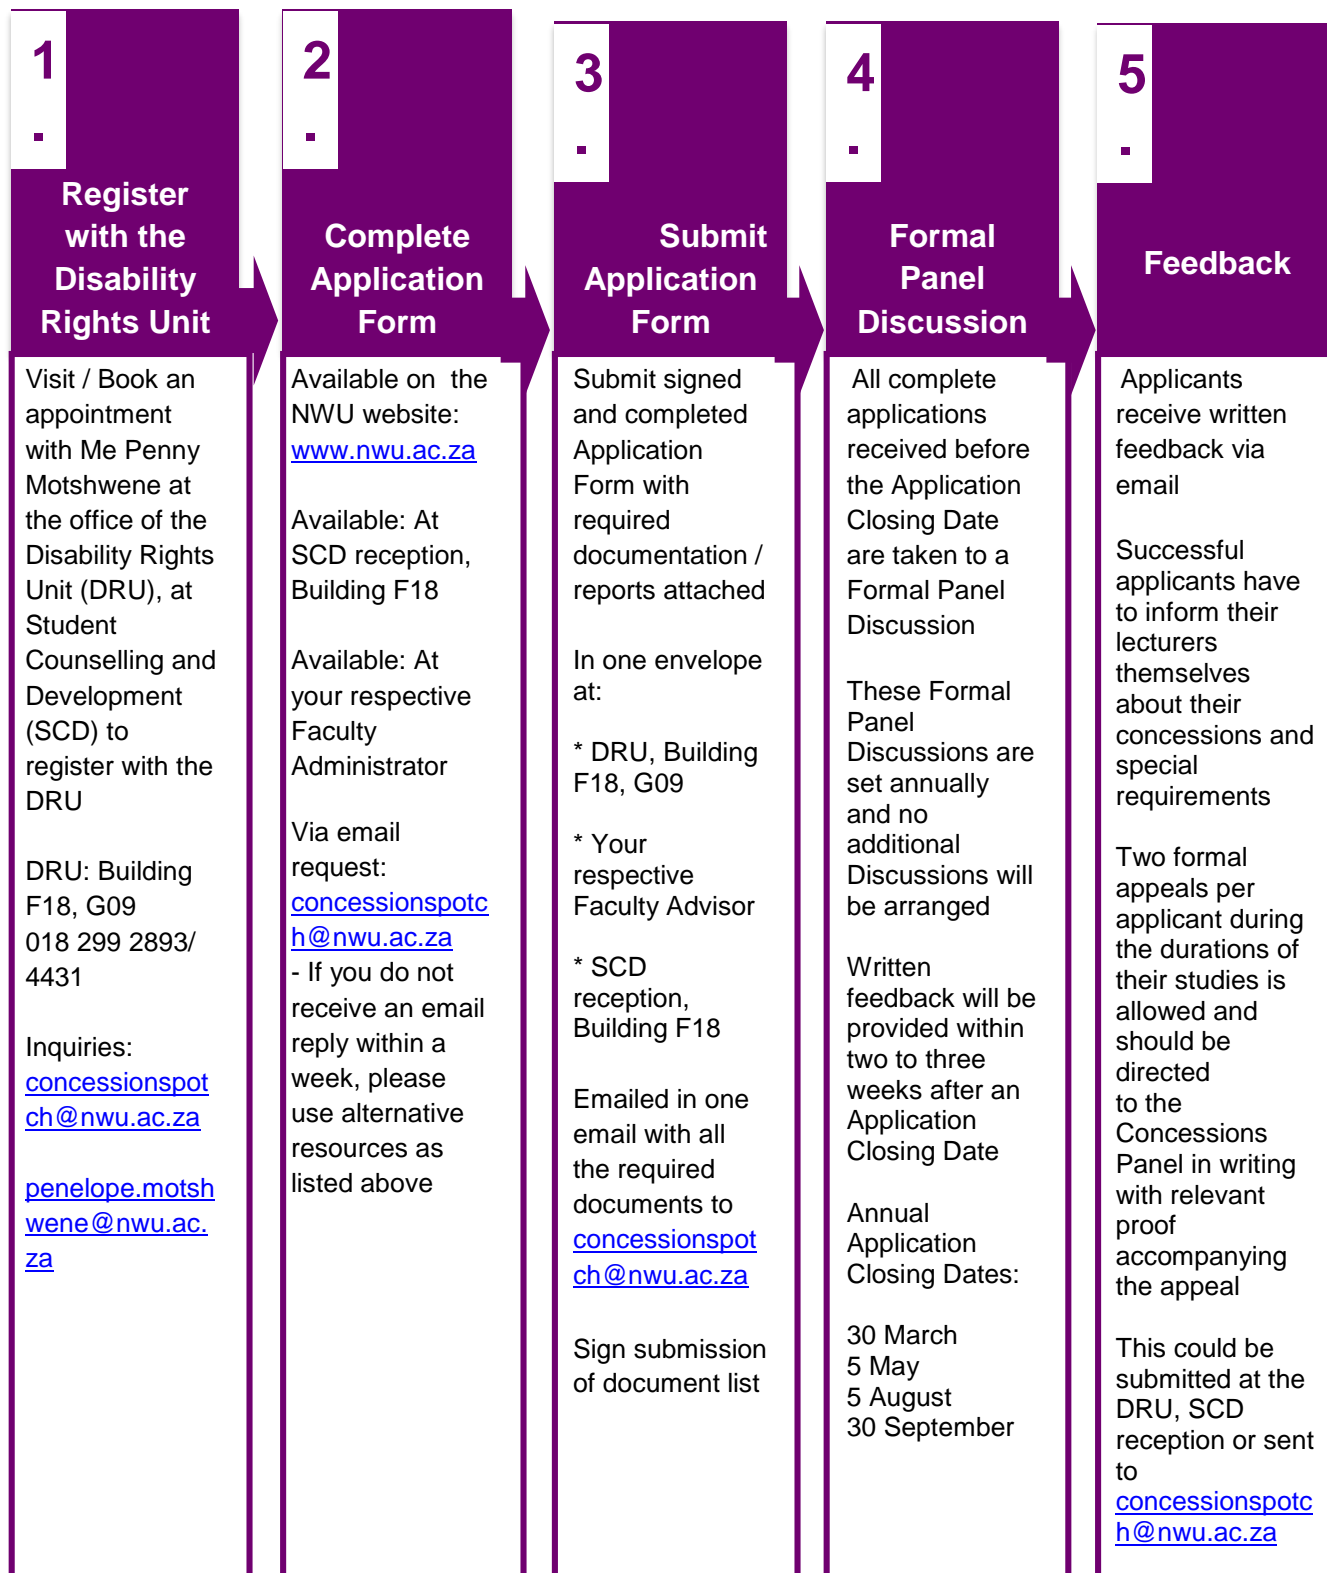 1
.
Register
with the
Disability
Rights Unit
Visit / Book an
appointment
with Me Penny
Motshwene at
the office of the
Disability Rights
Unit (DRU), at
Student
Counselling and
Development
(SCD) to
register with the
DRU
DRU: Building
F18, G09
018 299 2893/
4431
Inquiries:
concessionspot
ch@nwu.ac.za
penelope.motsh
wene@nwu.ac.
za
2
.
Complete
Application
Form
Available on the
NWU website:
www.nwu.ac.za
Available: At
SCD reception,
Building F18
Available: At
your respective
Faculty
Administrator
Via email
request:
concessionspotc
h@nwu.ac.za
- If you do not
receive an email
reply within a
week, please
use alternative
resources as
listed above
3
.
Submit
Application
Form
Submit signed
and completed
Application
Form with
required
documentation /
reports attached
In one envelope
at:
* DRU, Building
F18, G09
* Your
respective
Faculty Advisor
* SCD
reception,
Building F18
Emailed in one
email with all
the required
documents to
concessionspot
ch@nwu.ac.za
Sign submission
of document list
4
.
Formal
Panel
Discussion
All complete
applications
received before
the Application
Closing Date
are taken to a
Formal Panel
Discussion
These Formal
Panel
Discussions are
set annually
and no
additional
Discussions will
be arranged
Written
feedback will be
provided within
two to three
weeks after an
Application
Closing Date
Annual
Application
Closing Dates:
30 March
5 May
5 August
30 September
5
.
Feedback
Applicants
receive written
feedback via
email
Successful
applicants have
to inform their
lecturers
themselves
about their
concessions and
special
requirements
Two formal
appeals per
applicant during
the durations of
their studies is
allowed and
should be
directed
to the
Concessions
Panel in writing
with relevant
proof
accompanying
the appeal
This could be
submitted at the
DRU, SCD
reception or sent
to
concessionspotc
h@nwu.ac.za